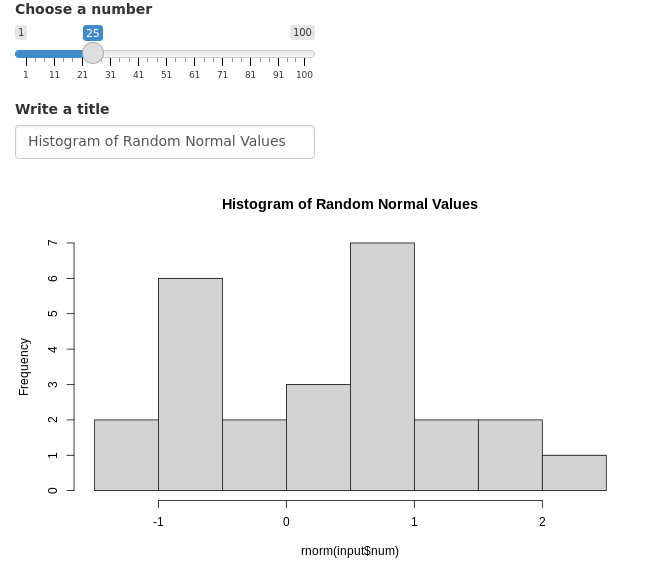 Choose a number
1 25 100
1 11 21 31 41 51 61 71 81 91 100
Write a title
Histogram of Random Normal Values
Histogram of Random Normal Values
7
6
5
4
3
2
1
0
Frequency
-1 0 1 2
rnorm(input$num)